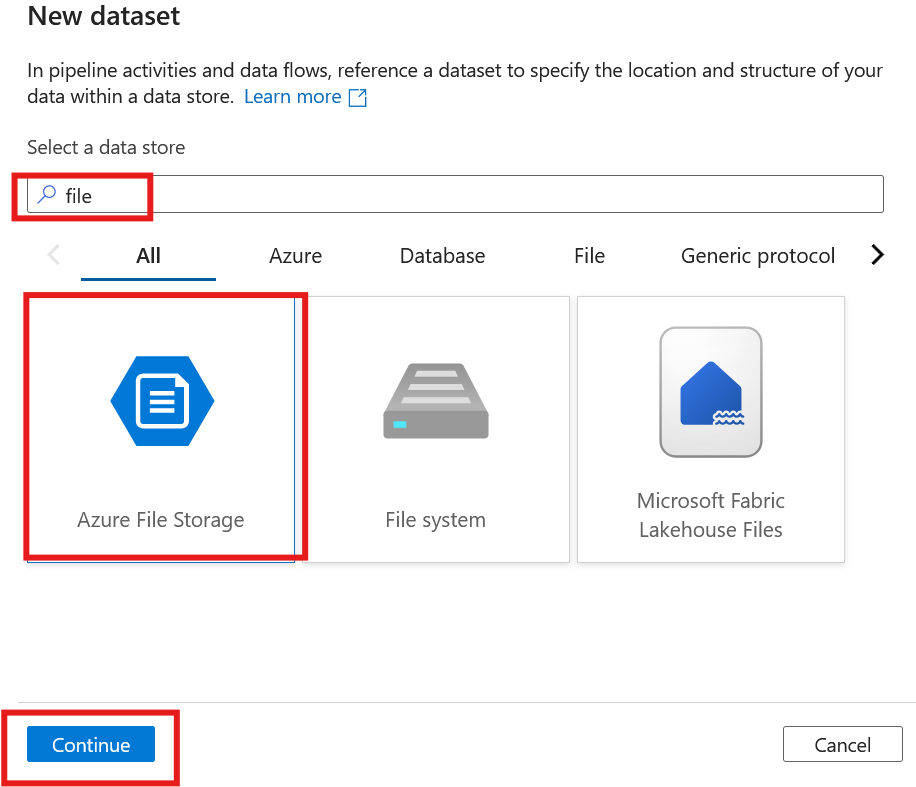 New dataset
In pipeline activities and data flows, reference a dataset to specify the location and structure of your
data within a data store. Learn more
Select a data store
file
All Azure Database File Generic protocol
Azure File Storage
File system
Microsoft Fabric
Lakehouse Files
Continue
Cancel